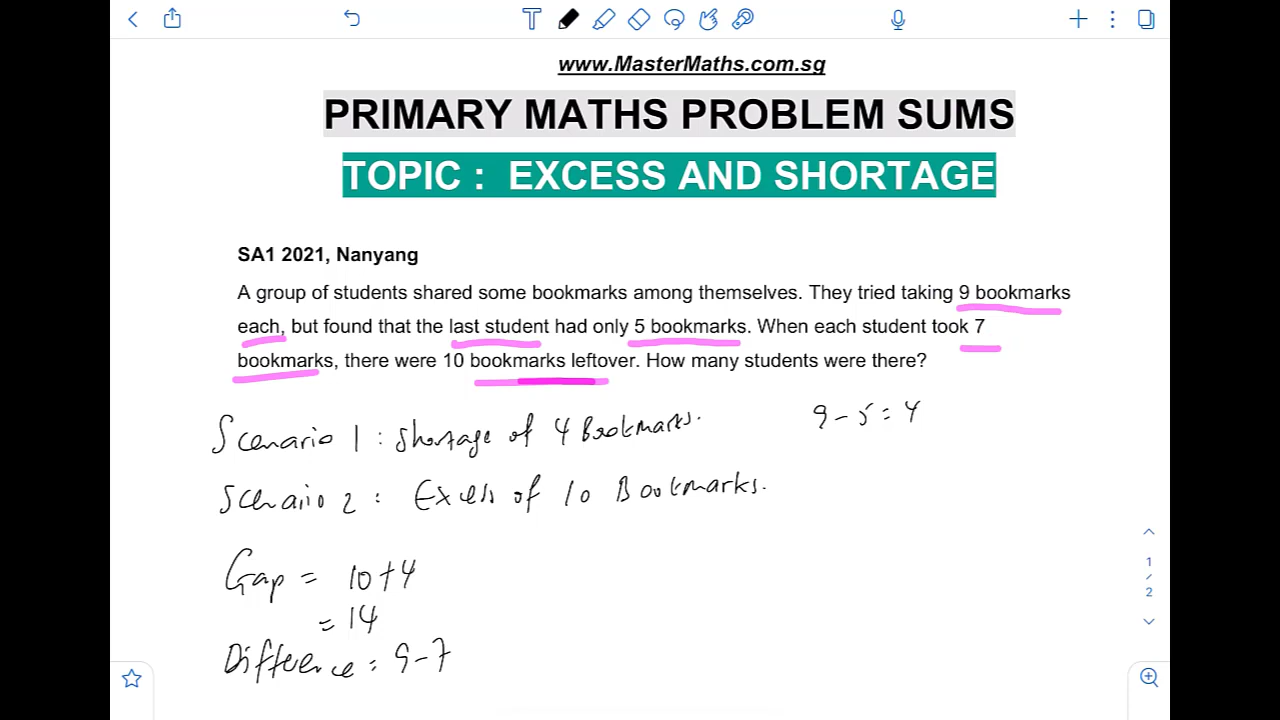 www.MasterMaths.com.sg
PRIMARY MATHS PROBLEM SUMS
TOPIC : EXCESS AND SHORTAGE
SA1 2021, Nanyang
A group of students shared some bookmarks among themselves. They tried taking 9 bookmarks
each, but found that the last student had only 5 bookmarks. When each student took 7
bookmarks, there were 10 bookmarks leftover. How many students were there?
Scenario 1 : Shortage of 4 Bookmarks.
9 - 5 = 4
Scenario 2 : Excess of 10 Bookmarks.
Gap = 10 + 4
= 14
Difference = 9 - 7
1
/
2